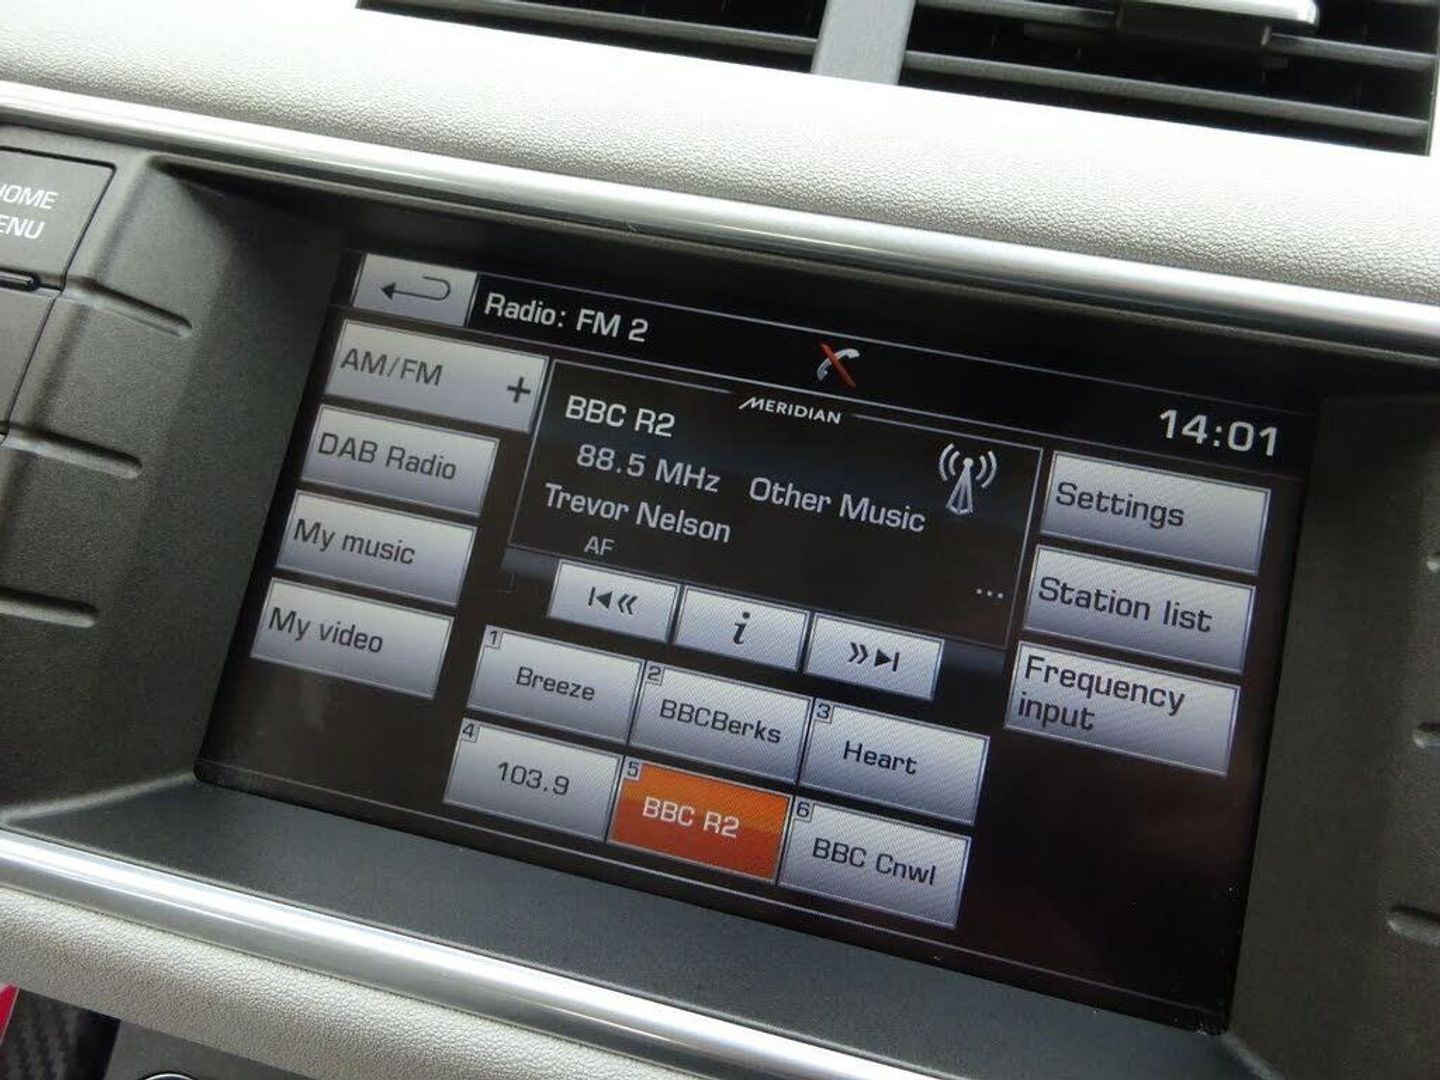 HOME
MENU
Radio: FM 2
AM/FM +
DAB Radio
My music
My video
MERIDIAN
14:01
BBC R2
88.5 MHz Other Music
Trevor Nelson
AF
...
i
Settings
Station list
Frequency
input
1 Breeze
2 BBCBerks
3 Heart
4 103.9
5 BBC R2
6 BBC Cnwl